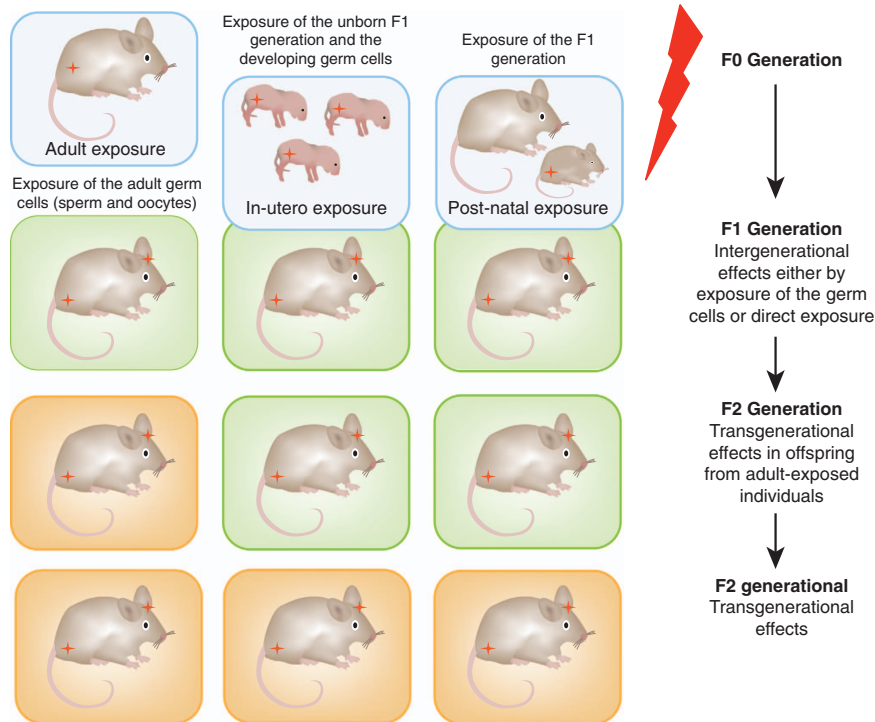 Adult exposure
Exposure of the adult germ
cells (sperm and oocytes)
Exposure of the unborn F1
generation and the
developing germ cells
In-utero exposure
Exposure of the F1
generation
Post-natal exposure
F0 Generation
F1 Generation
Intergenerational
effects either by
exposure of the germ
cells or direct exposure
F2 Generation
Transgenerational
effects in offspring
from adult-exposed
individuals
F2 generational
Transgenerational
effects